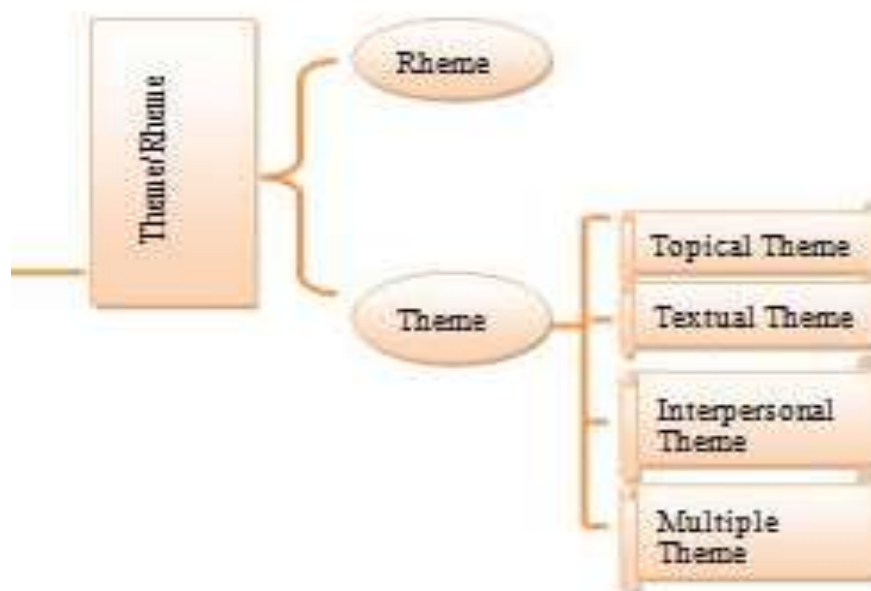 Theme/Rheme
Rheme
Theme
Topical Theme
Textual Theme
Interpersonal
Theme
Multiple
Theme